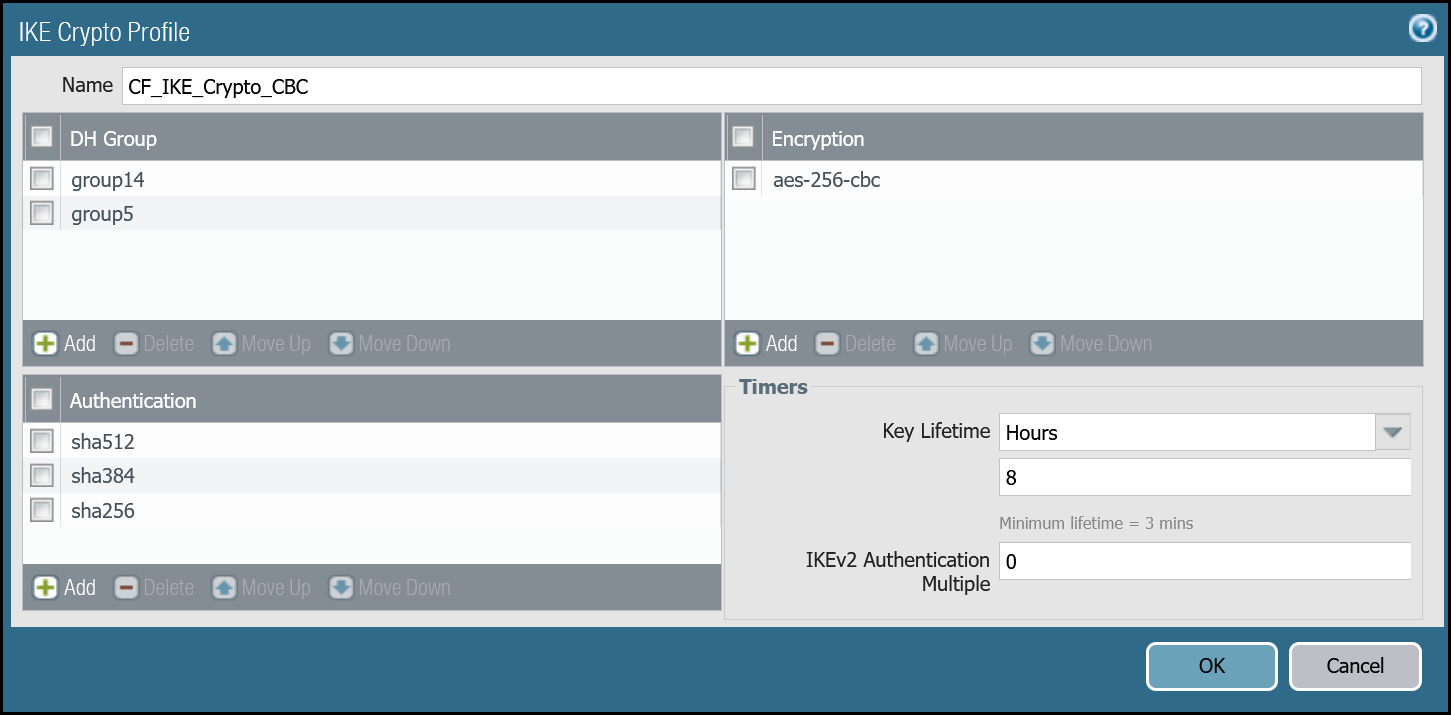 IKE Crypto Profile
Name CF_IKE_Crypto_CBC
DH Group
group14
group5
Add Delete Move Up Move Down
Encryption
aes-256-cbc
Add Delete Move Up Move Down
Authentication
sha512
sha384
sha256
Add Delete Move Up Move Down
Timers
Key Lifetime Hours
8
Minimum lifetime = 3 mins
IKEv2 Authentication
Multiple
0
OK Cancel